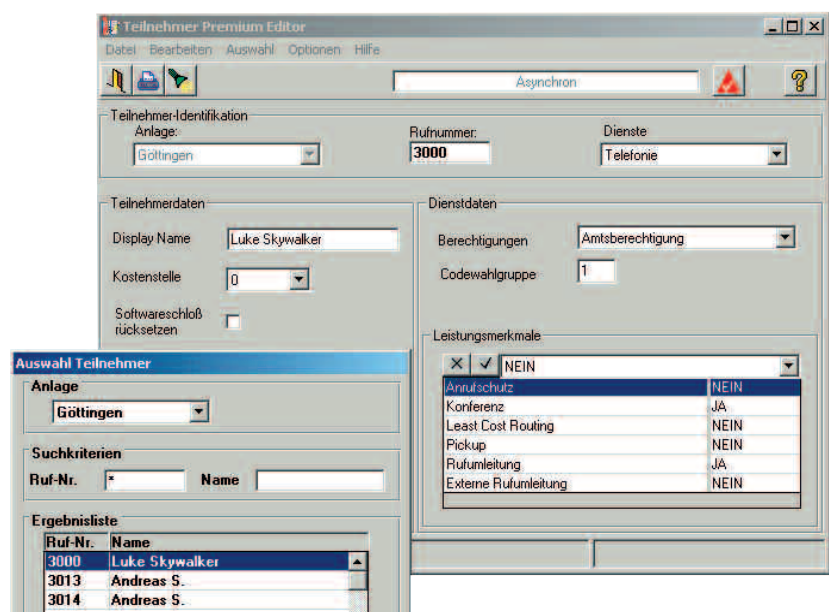 Teilnehmer Premium Editor
Datei Bearbeiten Auswahl Optionen Hilfe
Asynchron
Teilnehmer-Identifikation
Anlage: Rufnummer: Dienste
Göttingen 3000 Telefonie
Teilnehmerdaten
Display Name Luke Skywalker
Kostenstelle 0
Softwareschloß
rücksetzen
Dienstdaten
Berechtigungen Amtsberechtigung
Codewahlgruppe 1
Leistungsmerkmale
NEIN
Anrufschutz NEIN
Konferenz JA
Least Cost Routing NEIN
Pickup NEIN
Rufumleitung JA
Externe Rufumleitung NEIN
Auswahl Teilnehmer
Anlage
Göttingen
Suchkriterien
Ruf-Nr. * Name
Ergebnisliste
Ruf-Nr. Name
3000 Luke Skywalker
3013 Andreas S.
3014 Andreas S.